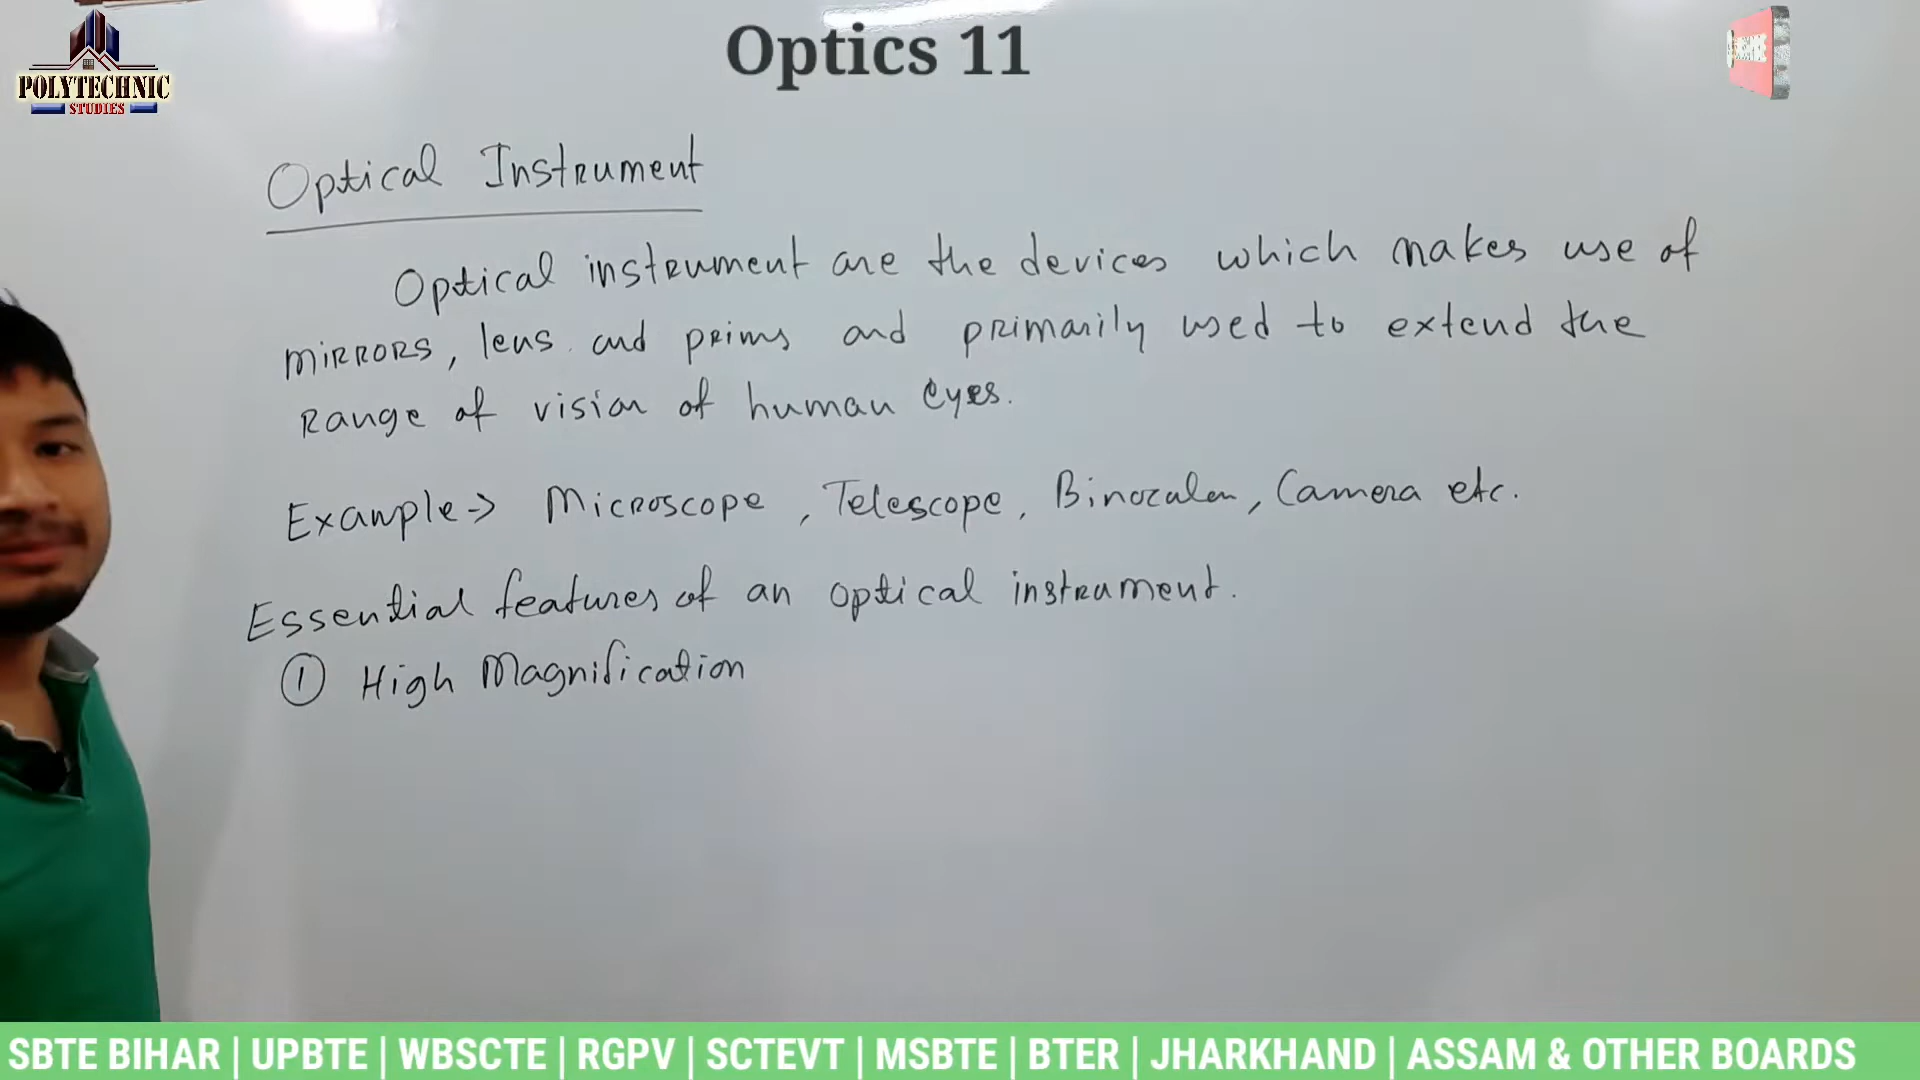 Optics 11
POLYTECHNIC
STUDIES
Optical Instrument
Optical instrument are the devices which makes use of
mirrors, lens and prims and primarily used to extend the
range of vision of human eyes.
Example-> Microscope, Telescope, Binocular, Camera etc.
Essential features of an optical instrument.
① High Magnification
SBTE BIHAR | UPBTE | WBSCTE | RGPV | SCTEVT | MSBTE | BTER | JHARKHAND | ASSAM & OTHER BOARDS